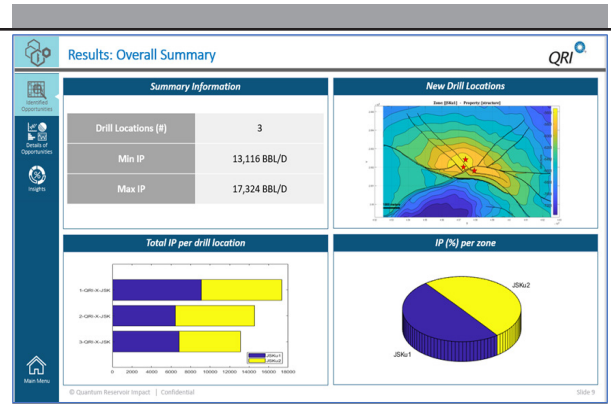 Results: Overall Summary
QRI
Identified
Opportunities
Details of
Opportunities
Insights
Main Menu
Summary Information
Drill Locations (#) 3
Min IP 13,116 BBL/D
Max IP 17,324 BBL/D
New Drill Locations
Total IP per drill location
1-QRI-X-JSK
2-QRI-X-JSK
3-QRI-X-JSK
0 2000 4000 6000 8000 10000 12000 14000 16000 18000
JSKu1
JSKu2
IP (%) per zone
JSKu2
JSKu1
© Quantum Reservoir Impact | Confidential
Slide 9